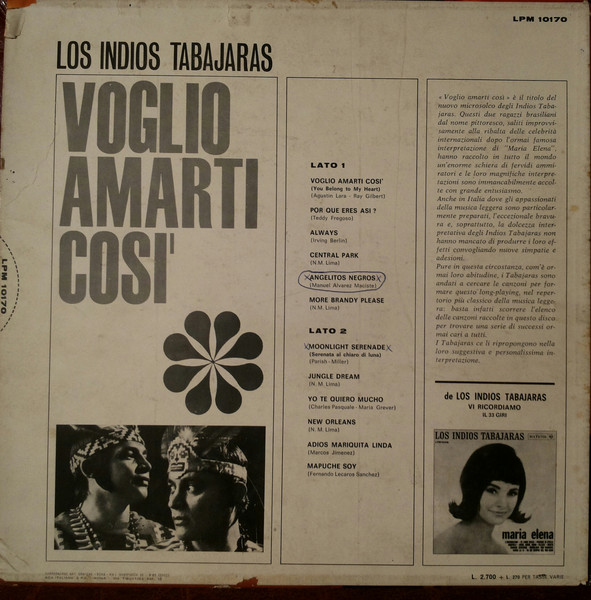 LPM 10170
LOS INDIOS TABAJARAS
VOGLIO
AMARTI
COSI'
LPM 10170
LATO 1
VOGLIO AMARTI COSI'
(You Belong to My Heart)
(Agustin Lara - Ray Gilbert)
POR QUE ERES ASI ?
(Teddy Fregoso)
ALWAYS
(Irving Berlin)
CENTRAL PARK
(N.M. Lima)
ANGELITOS NEGROS
(Manuel Alvarez Maciste)
MORE BRANDY PLEASE
(N.M. Lima)
LATO 2
MOONLIGHT SERENADE
(Serenata al chiaro di luna)
(Parish - Miller)
JUNGLE DREAM
(N. M. Lima)
YO TE QUIERO MUCHO
(Charles Pasquale - Maria Grever)
NEW ORLEANS
(N. M. Lima)
ADIOS MARIQUITA LINDA
(Marcos Jimenes)
MAPUCHE SOY
(Fernando Lecaros Sanchez)
« Voglio amarti così » è il titolo del
nuovo microsolco degli Indios Taba-
jaras. Questi due ragazzi brasiliani
dal nome pittoresco, saliti improvvi-
samente alla ribalta delle celebrità
internazionali dopo l'ormai famosa
interpretazione di "Maria Elena",
hanno raccolto in tutto il mondo
un'enorme schiera di fervidi ammi-
ratori e le loro magnifiche interpre-
tazioni sono immancabilmente accol-
te con grande entusiasmo.
Anche in Italia dove gli appassionati
della musica leggera sono particolar-
mente preparati, l'eccezionale bravu-
ra e, soprattutto, la dolcezza inter-
pretativa degli Indios Tabajaras non
hanno mancato di produrre i loro ef-
fetti convogliando nuove simpatie e
adesioni.
Pure in questa circostanza, com'è or-
mai loro abitudine, i Tabajaras sono
andati a cercare le canzoni per for-
mare questo long-playing, nel reper-
torio più classico della musica legge-
ra: basta infatti scorrere l'elenco
delle canzoni raccolte in questo disco
per trovare una serie di successi or-
mai cari a tutti.
I Tabajaras ce li ripropongono nella
loro suggestiva e personalissima in-
terpretazione.
de LOS INDIOS TABAJARAS
VI RICORDIAMO
IL 33 GIRI
LOS INDIOS TABAJARAS
maria elena
L. 2.700 + L. 270 PER TASSE VARIE